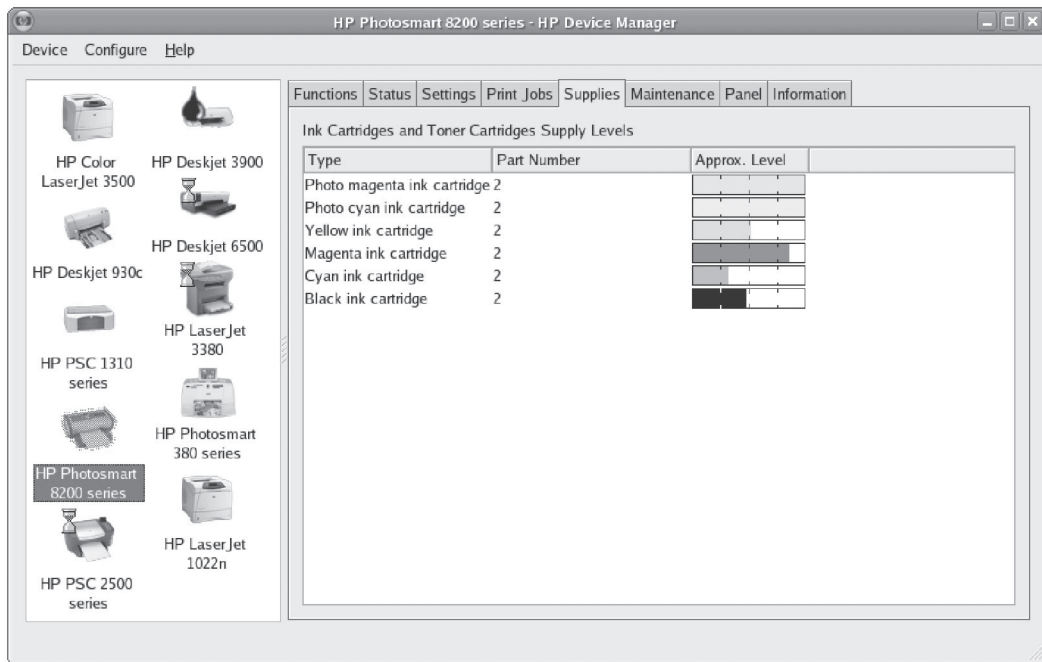 HP Photosmart 8200 series - HP Device Manager
Device Configure Help
HP Color
LaserJet 3500
HP Deskjet 930c
HP PSC 1310
series
HP Photosmart
8200 series
HP PSC 2500
series
HP Deskjet 3900
HP Deskjet 6500
HP LaserJet
3380
HP Photosmart
380 series
HP LaserJet
1022n
Functions Status Settings Print Jobs Supplies Maintenance Panel Information
Ink Cartridges and Toner Cartridges Supply Levels
Type Part Number Approx. Level
Photo magenta ink cartridge 2
Photo cyan ink cartridge 2
Yellow ink cartridge 2
Magenta ink cartridge 2
Cyan ink cartridge 2
Black ink cartridge 2